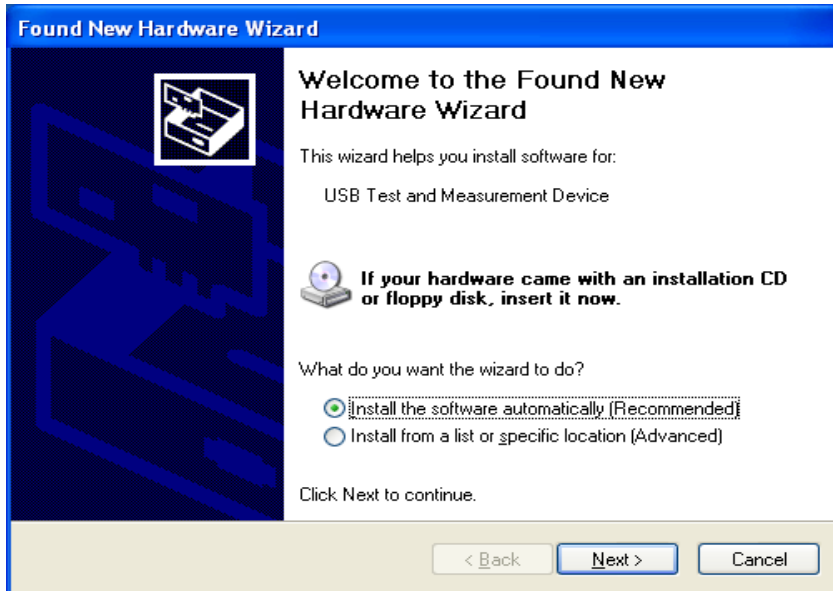 Found New Hardware Wizard
Welcome to the Found New
Hardware Wizard
This wizard helps you install software for:
USB Test and Measurement Device
If your hardware came with an installation CD
or floppy disk, insert it now.
What do you want the wizard to do?
Install the software automatically (Recommended)
Install from a list or specific location (Advanced)
Click Next to continue.
< Back Next > Cancel